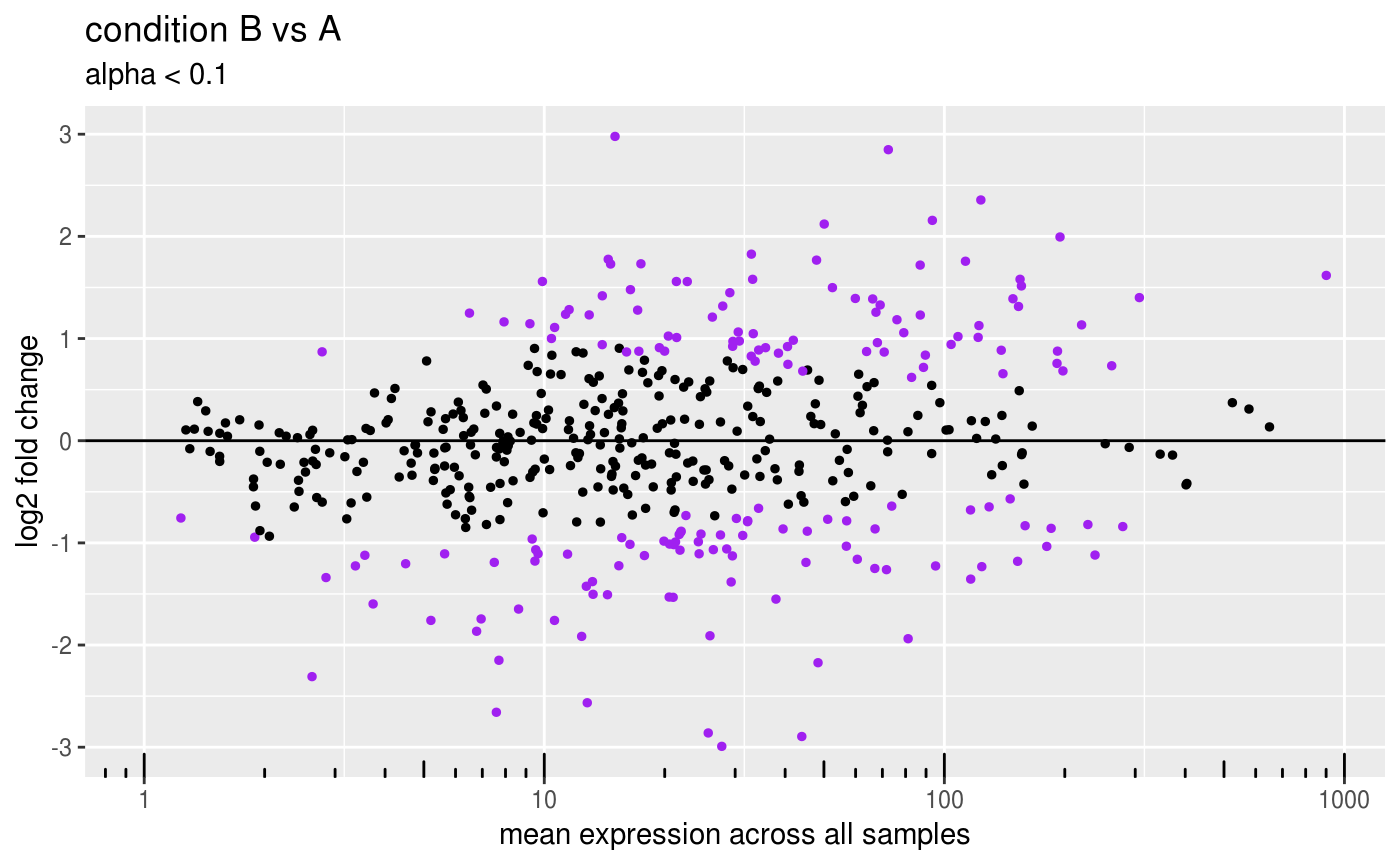 condition B vs A
alpha < 0.1
log2 fold change
3
2
1
0
-1
-2
-3
1 10 100 1000
mean expression across all samples